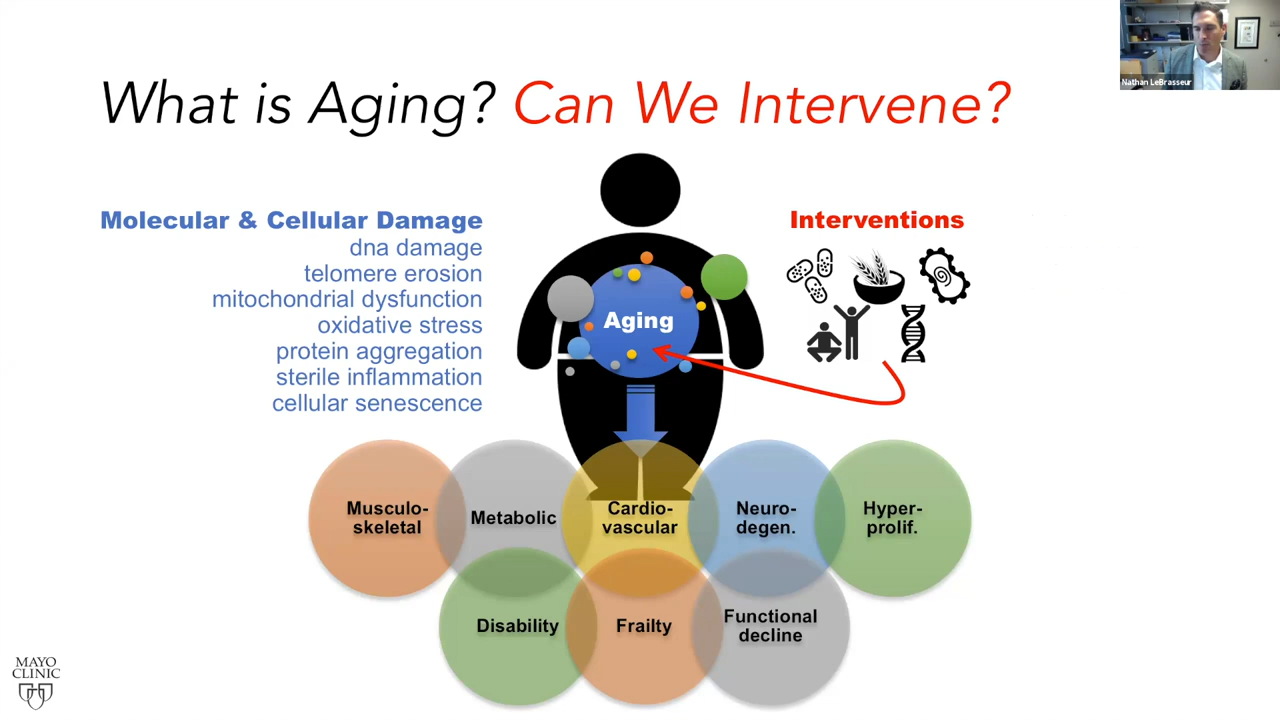 Nathan LeBrasseur
What is Aging? Can We Intervene?
Molecular & Cellular Damage
dna damage
telomere erosion
mitochondrial dysfunction
oxidative stress
protein aggregation
sterile inflammation
cellular senescence
Aging
Interventions
Musculo-
skeletal
Metabolic
Cardio-
vascular
Neuro-
degen.
Hyper-
prolif.
Disability
Frailty
Functional
decline
MAYO
CLINIC